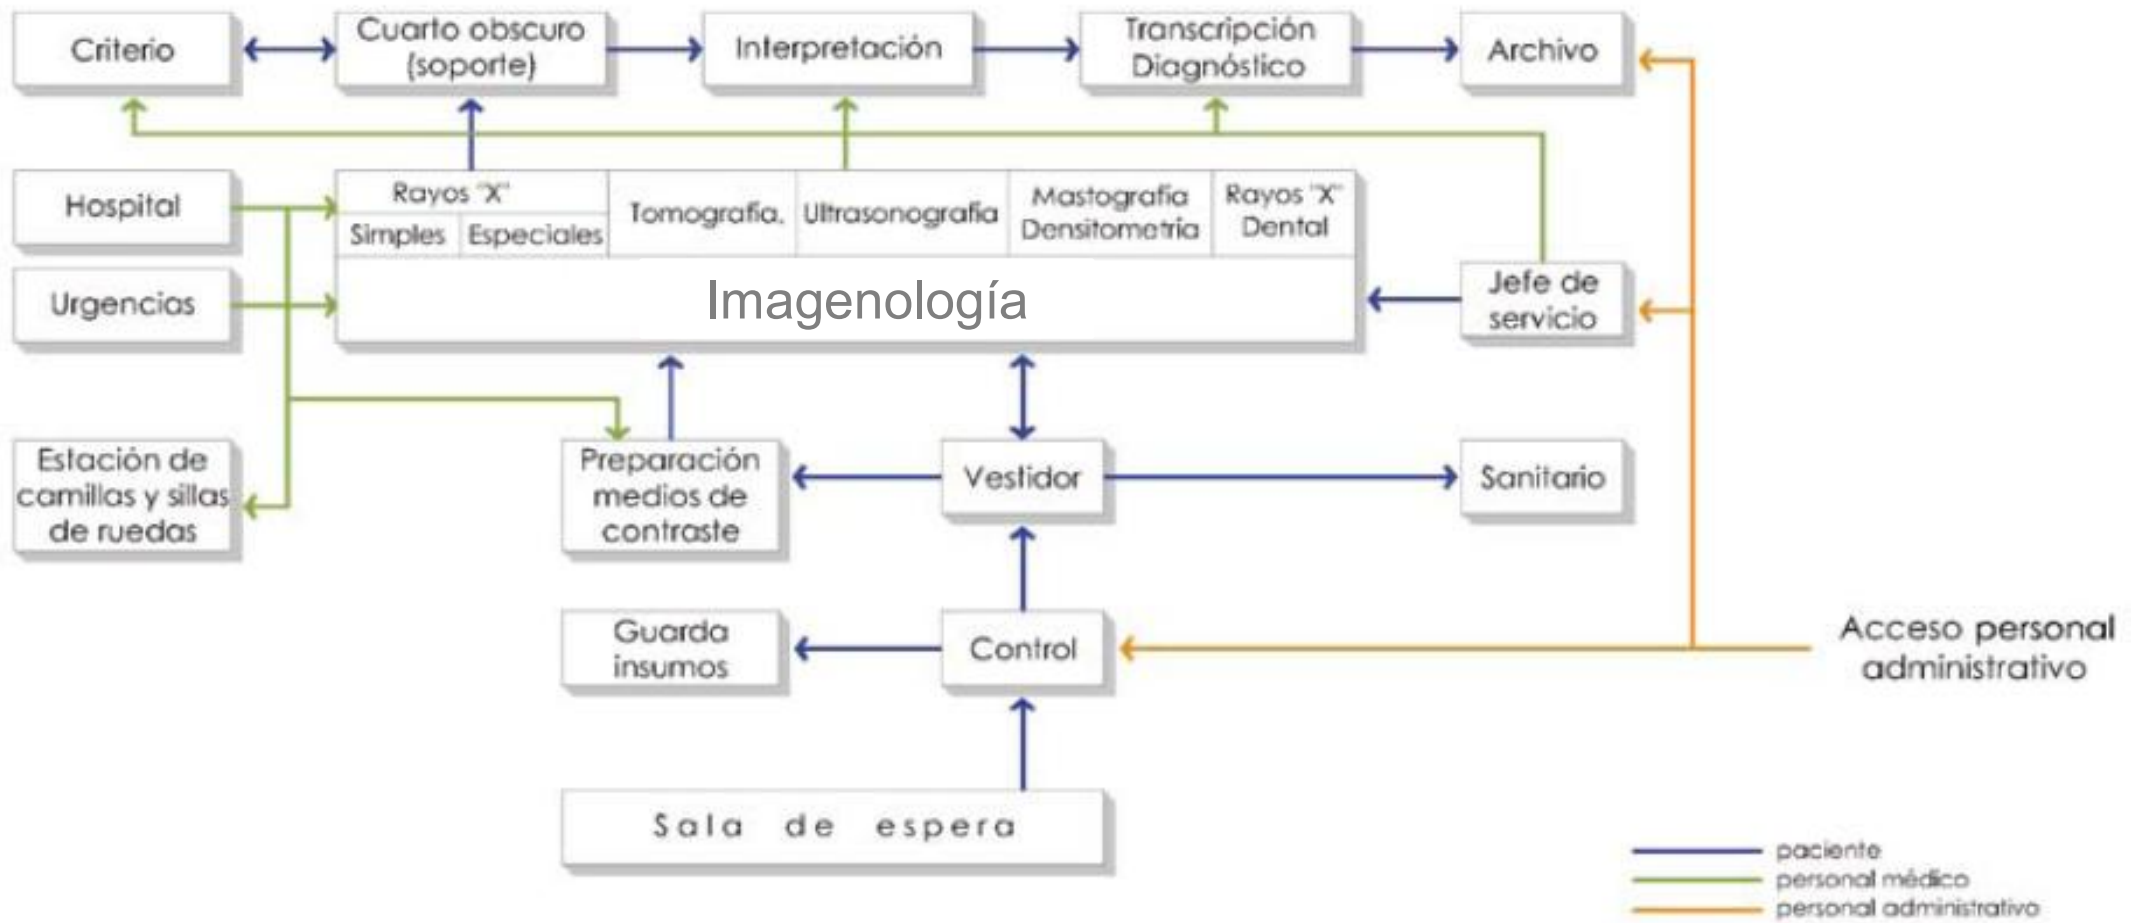 Criterio
Cuarto obscuro
(soporte)
Interpretación
Transcripción
Diagnóstico
Archivo
Hospital
Rayos "X"
Simples
Especiales
Tomografía.
Ultrasonografía
Mastografía
Densitometría
Rayos "X"
Dental
Urgencias
Imagenología
Jefe de
servicio
Estación de
camillas y sillas
de ruedas
Preparación
medios de
contraste
Vestidor
Sanitario
Guarda
insumos
Control
Acceso personal
administrativo
Sala de espera
paciente
personal médico
personal administrativo